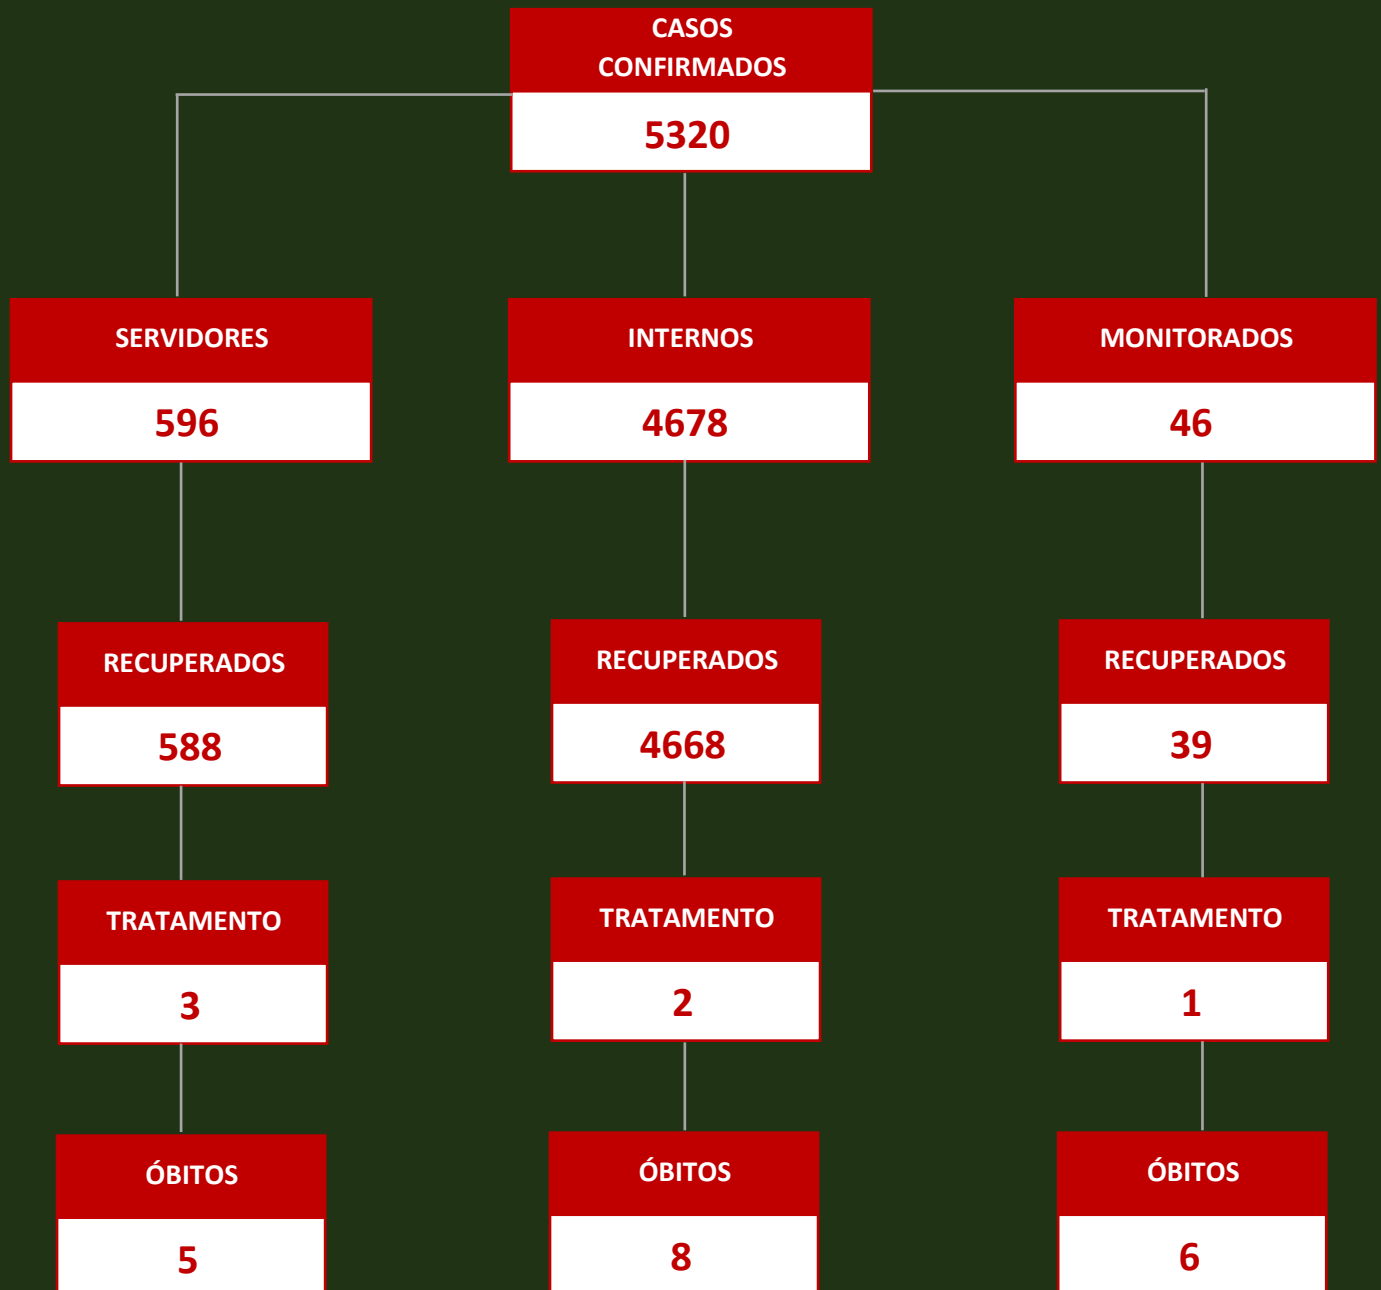 CASOS
CONFIRMADOS
5320
SERVIDORES
INTERNOS
MONITORADOS
596
4678
46
RECUPERADOS
RECUPERADOS
RECUPERADOS
588
4668
39
TRATAMENTO
TRATAMENTO
TRATAMENTO
3
2
1
ÓBITOS
ÓBITOS
ÓBITOS
5
8
6